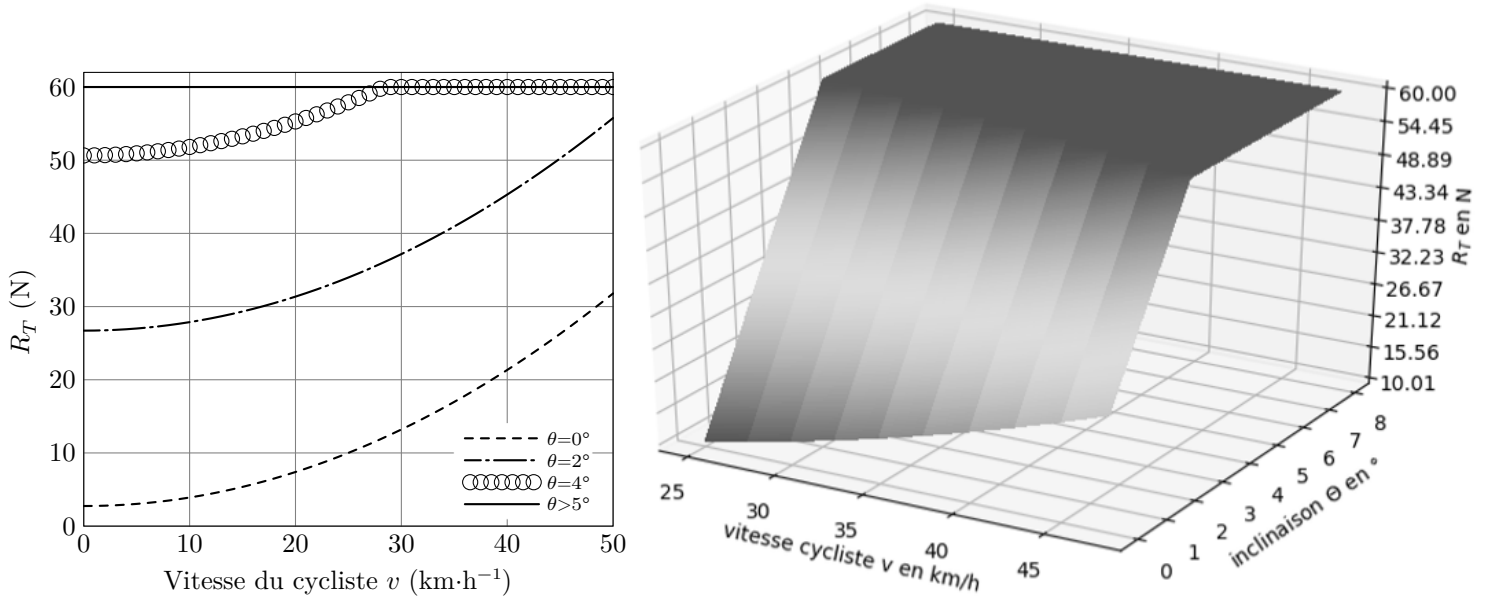 60
50
40
30
20
10
0
R_T (N)
θ=0°
θ=2°
θ=4°
θ>5°
0 10 20 30 40 50
Vitesse du cycliste v (km·h⁻¹)
60.00
54.45
48.89
43.34
37.78
32.23
26.67
21.12
15.56
10.01
R_T en N
8
7
6
5
4
3
2
1
0
inclinaison Θ en °
25 30 35 40 45
vitesse cycliste v en km/h